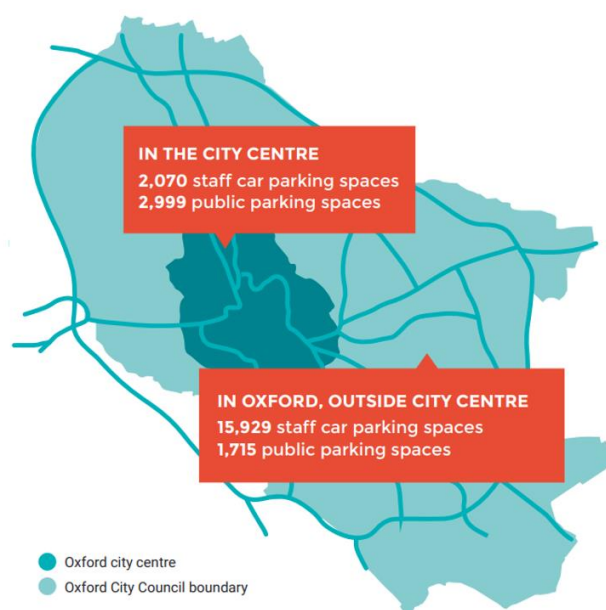 IN THE CITY CENTRE
2,070 staff car parking spaces
2,999 public parking spaces
IN OXFORD, OUTSIDE CITY CENTRE
15,929 staff car parking spaces
1,715 public parking spaces
Oxford city centre
Oxford City Council boundary